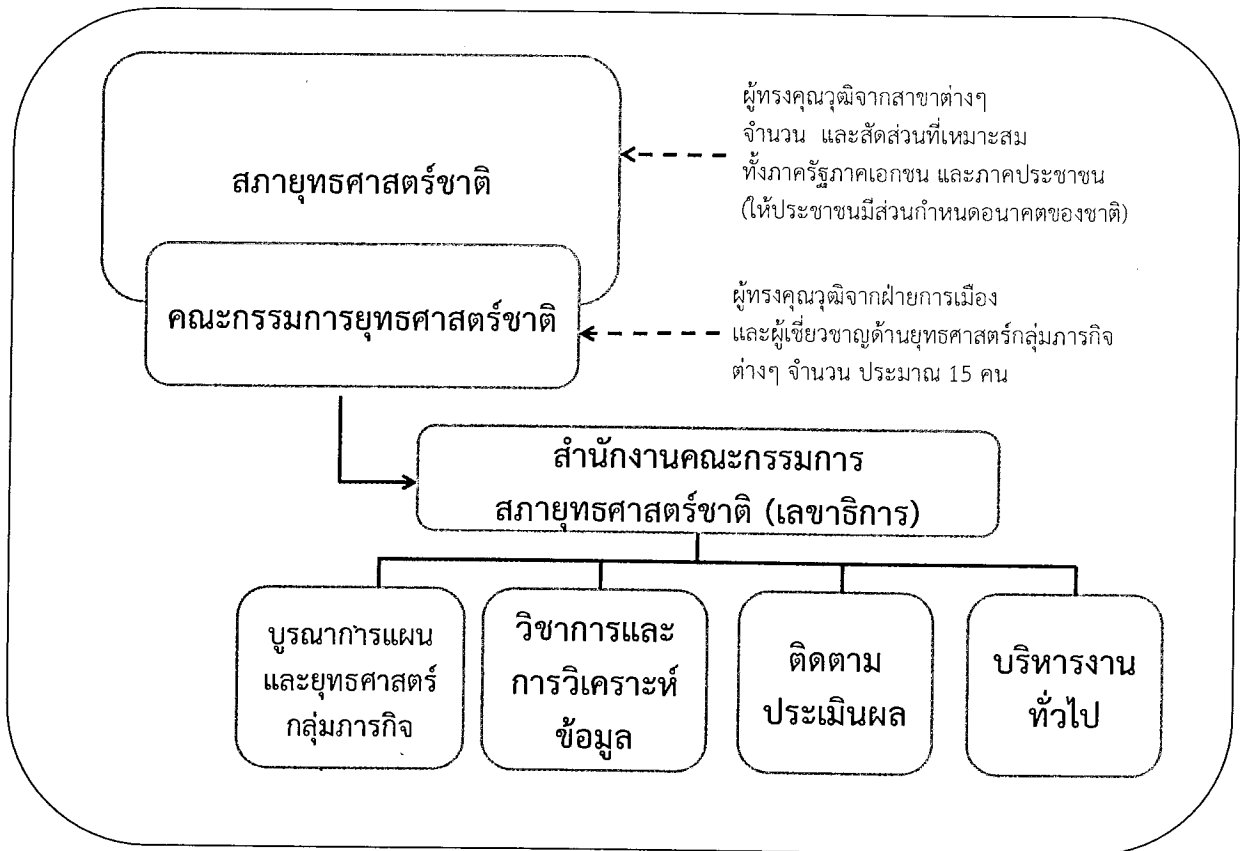 ผู้ทรงคุณวุฒิจากสาขาต่างๆ
จำนวน และสัดส่วนที่เหมาะสม
ทั้งภาครัฐภาคเอกชน และภาคประชาชน
(ให้ประชาชนมีส่วนกำหนดอนาคตของชาติ)
สภายุทธศาสตร์ชาติ
คณะกรรมการยุทธศาสตร์ชาติ
ผู้ทรงคุณวุฒิจากฝ่ายการเมือง
และผู้เชี่ยวชาญด้านยุทธศาสตร์กลุ่มภารกิจ
ต่างๆ จำนวน ประมาณ 15 คน
สำนักงานคณะกรรมการ
สภายุทธศาสตร์ชาติ (เลขาธิการ)
บูรณาการแผน
และยุทธศาสตร์
กลุ่มภารกิจ
วิชาการและ
การวิเคราะห์
ข้อมูล
ติดตาม
ประเมินผล
บริหารงาน
ทั่วไป